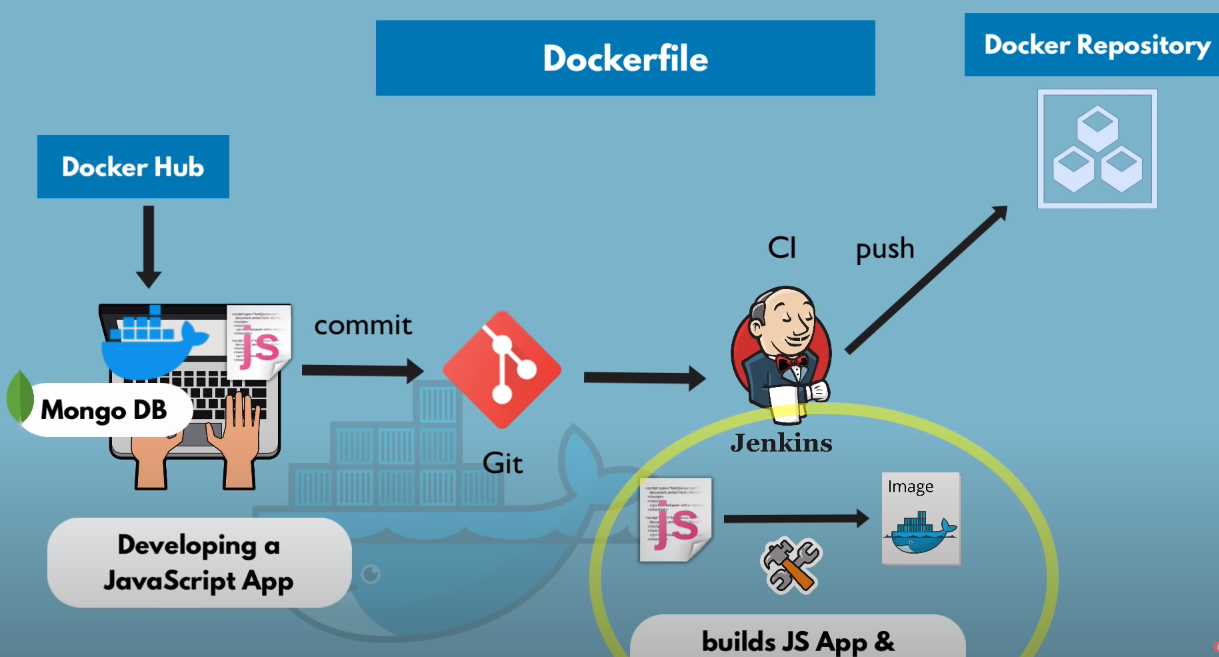 Dockerfile
Docker Repository
Docker Hub
CI push
commit
js
Mongo DB
Jenkins
Git
Image
js
Developing a
JavaScript App
builds JS App &